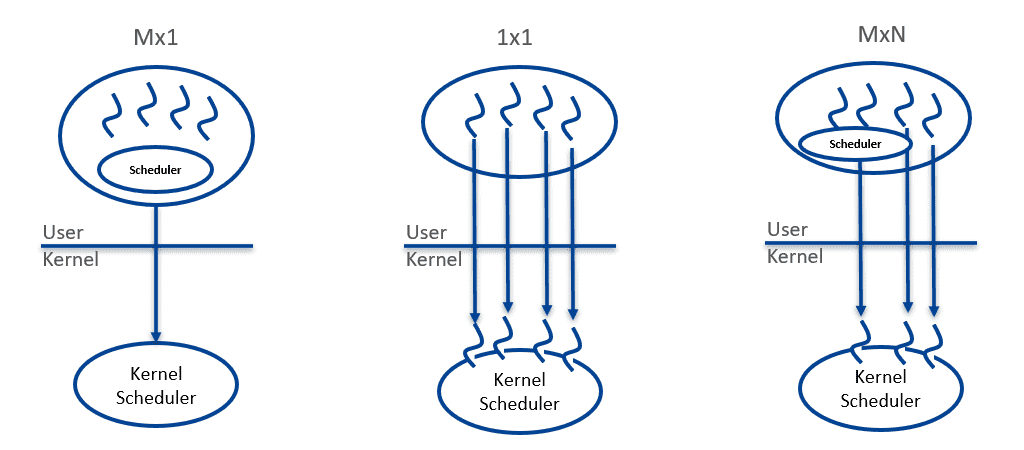 Mx1
Scheduler
User
Kernel
Kernel
Scheduler
1x1
User
Kernel
Kernel
Scheduler
MxN
Scheduler
User
Kernel
Kernel
Scheduler